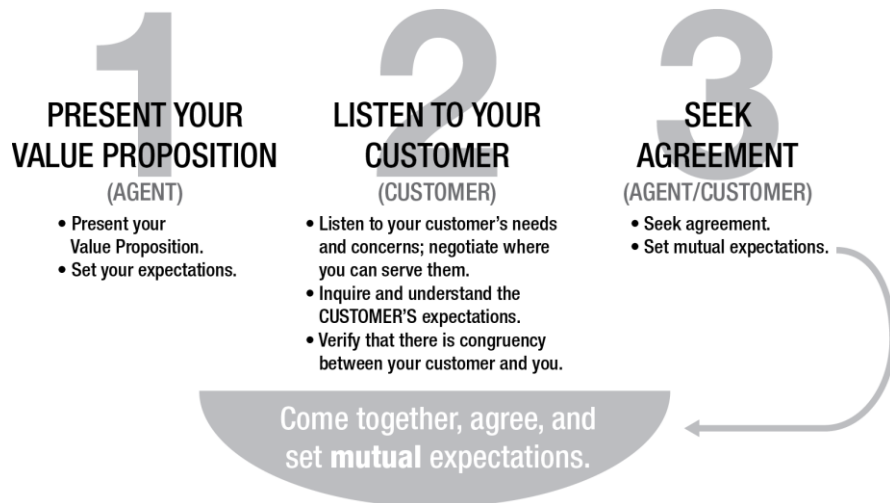 1
PRESENT YOUR
VALUE PROPOSITION
(AGENT)
• Present your
Value Proposition.
• Set your expectations.
2
LISTEN TO YOUR
CUSTOMER
(CUSTOMER)
• Listen to your customer's needs
and concerns; negotiate where
you can serve them.
• Inquire and understand the
CUSTOMER'S expectations.
• Verify that there is congruency
between your customer and you.
3
SEEK
AGREEMENT
(AGENT/CUSTOMER)
• Seek agreement.
• Set mutual expectations.
Come together, agree, and
set mutual expectations.